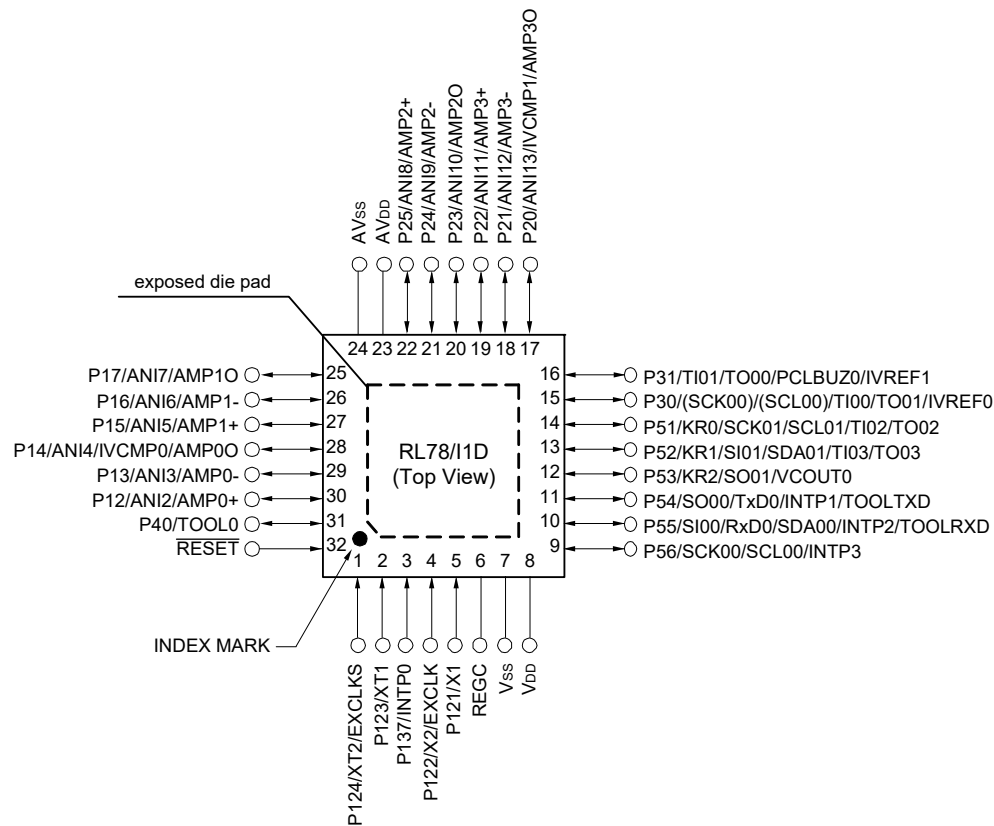 AVSS
AVDD
P25/ANI8/AMP2+
P24/ANI9/AMP2-
P23/ANI10/AMP2O
P22/ANI11/AMP3+
P21/ANI12/AMP3-
P20/ANI13/IVCMP1/AMP3O
exposed die pad
24 23 22 21 20 19 18 17
P17/ANI7/AMP1O 25
P16/ANI6/AMP1- 26
P15/ANI5/AMP1+ 27
P14/ANI4/IVCMP0/AMP0O 28
P13/ANI3/AMP0- 29
P12/ANI2/AMP0+ 30
P40/TOOL0 31
RESET 32
RL78/I1D
(Top View)
16 P31/TI01/TO00/PCLBUZ0/IVREF1
15 P30/(SCK00)/(SCL00)/TI00/TO01/IVREF0
14 P51/KR0/SCK01/SCL01/TI02/TO02
13 P52/KR1/SI01/SDA01/TI03/TO03
12 P53/KR2/SO01/VCOUT0
11 P54/SO00/TxD0/INTP1/TOOLTXD
10 P55/SI00/RxD0/SDA00/INTP2/TOOLRXD
9 P56/SCK00/SCL00/INTP3
1 2 3 4 5 6 7 8
INDEX MARK
P124/XT2/EXCLKS
P123/XT1
P137/INTP0
P122/X2/EXCLK
P121/X1
REGC
VSS
VDD